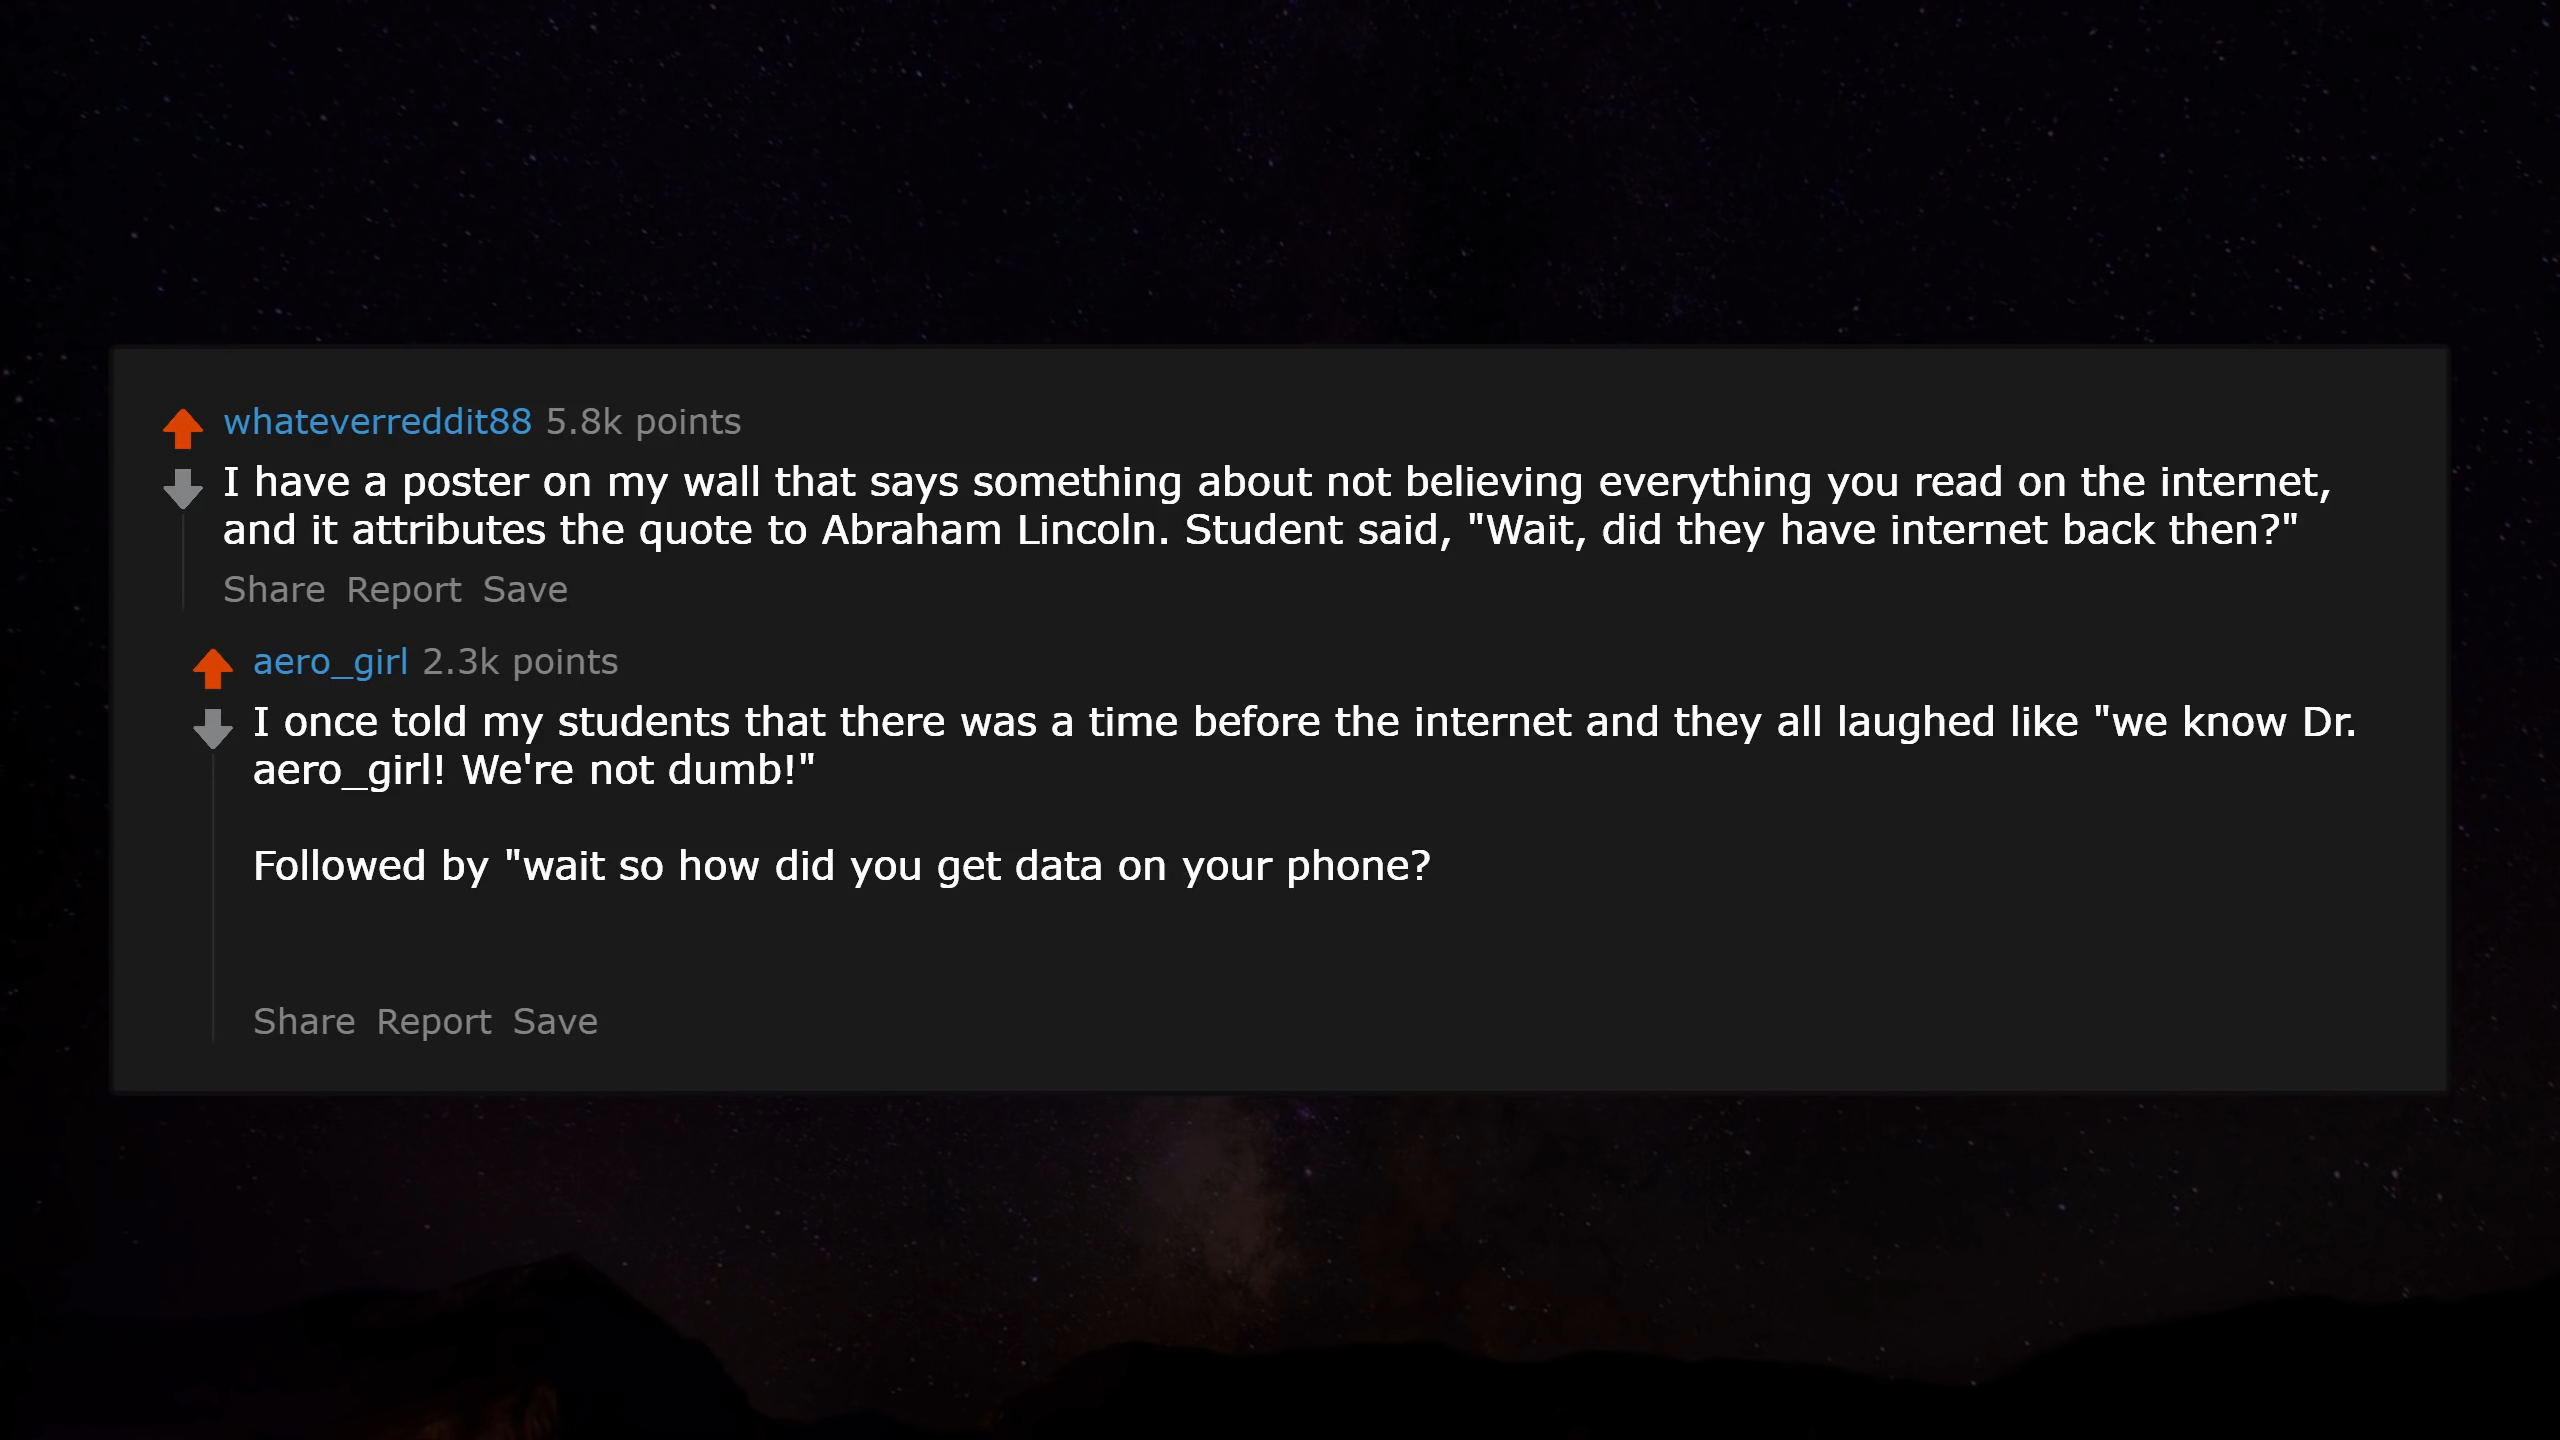 whateverreddit88 5.8k points
I have a poster on my wall that says something about not believing everything you read on the internet,
and it attributes the quote to Abraham Lincoln. Student said, "Wait, did they have internet back then?"
Share Report Save
aero_girl 2.3k points
I once told my students that there was a time before the internet and they all laughed like "we know Dr.
aero_girl! We're not dumb!"
Followed by "wait so how did you get data on your phone?
Share Report Save